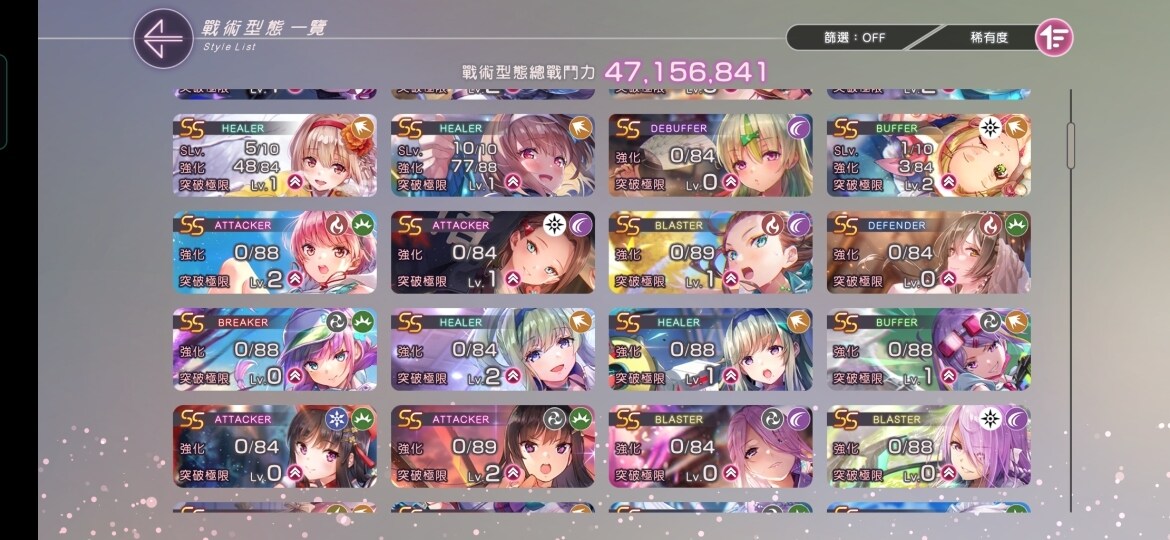 戰術型態一覽
Style List
篩選：OFF
稀有度
戰術型態總戰鬥力 47,156,841
SS HEALER
SLv. 5/10
強化 48/84
突破極限 Lv.1
SS HEALER
SLv. 10/10
強化 77/88
突破極限 Lv.1
SS DEBUFFER
強化 0/84
突破極限 Lv.0
SS BUFFER
SLv. 1/10
強化 3/84
突破極限 Lv.2
SS ATTACKER
強化 0/88
突破極限 Lv.2
SS ATTACKER
強化 0/84
突破極限 Lv.1
SS BLASTER
強化 0/89
突破極限 Lv.1
SS DEFENDER
強化 0/84
突破極限 Lv.0
SS BREAKER
強化 0/88
突破極限 Lv.0
SS HEALER
強化 0/84
突破極限 Lv.2
SS HEALER
強化 0/88
突破極限 Lv.1
SS BUFFER
強化 0/88
突破極限 Lv.1
SS ATTACKER
強化 0/84
突破極限 Lv.0
SS ATTACKER
強化 0/89
突破極限 Lv.2
SS BLASTER
強化 0/84
突破極限 Lv.0
SS BLASTER
強化 0/88
突破極限 Lv.0